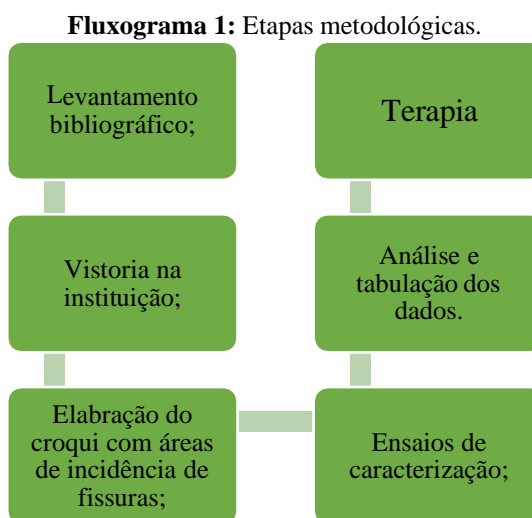 Fluxograma 1: Etapas metodológicas.
Levantamento
bibliográfico;
Vistoria na
instituição;
Elabração do
croqui com áreas
de incidência de
fissuras;
Ensaios de
caracterização;
Análise e
tabulação dos
dados.
Terapia